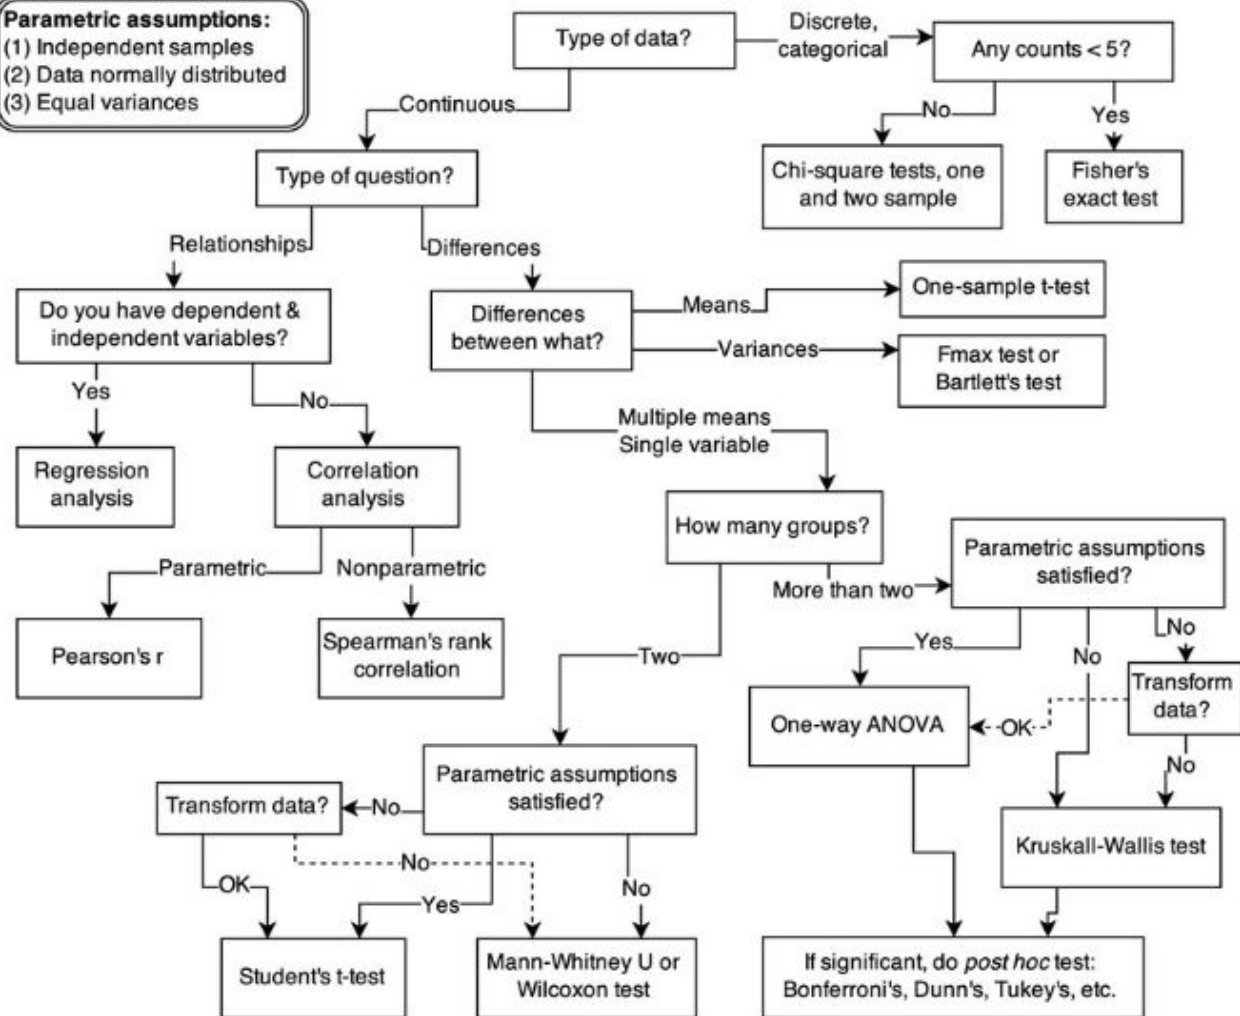 Parametric assumptions:
(1) Independent samples
(2) Data normally distributed
(3) Equal variances
Type of data?
Discrete,
categorical
Any counts < 5?
Continuous
No
Yes
Type of question?
Chi-square tests, one
and two sample
Fisher's
exact test
Relationships
Differences
Do you have dependent &
independent variables?
Differences
between what?
Means
One-sample t-test
Variances
Fmax test or
Bartlett's test
Yes
No
Multiple means
Single variable
Regression
analysis
Correlation
analysis
How many groups?
Parametric assumptions
satisfied?
Parametric
Nonparametric
More than two
Pearson's r
Spearman's rank
correlation
Two
Yes
No
No
Transform
data?
One-way ANOVA
OK
No
Parametric assumptions
satisfied?
Transform data?
No
Kruskall-Wallis test
No
OK
Yes
No
Student's t-test
Mann-Whitney U or
Wilcoxon test
If significant, do post hoc test:
Bonferroni's, Dunn's, Tukey's, etc.